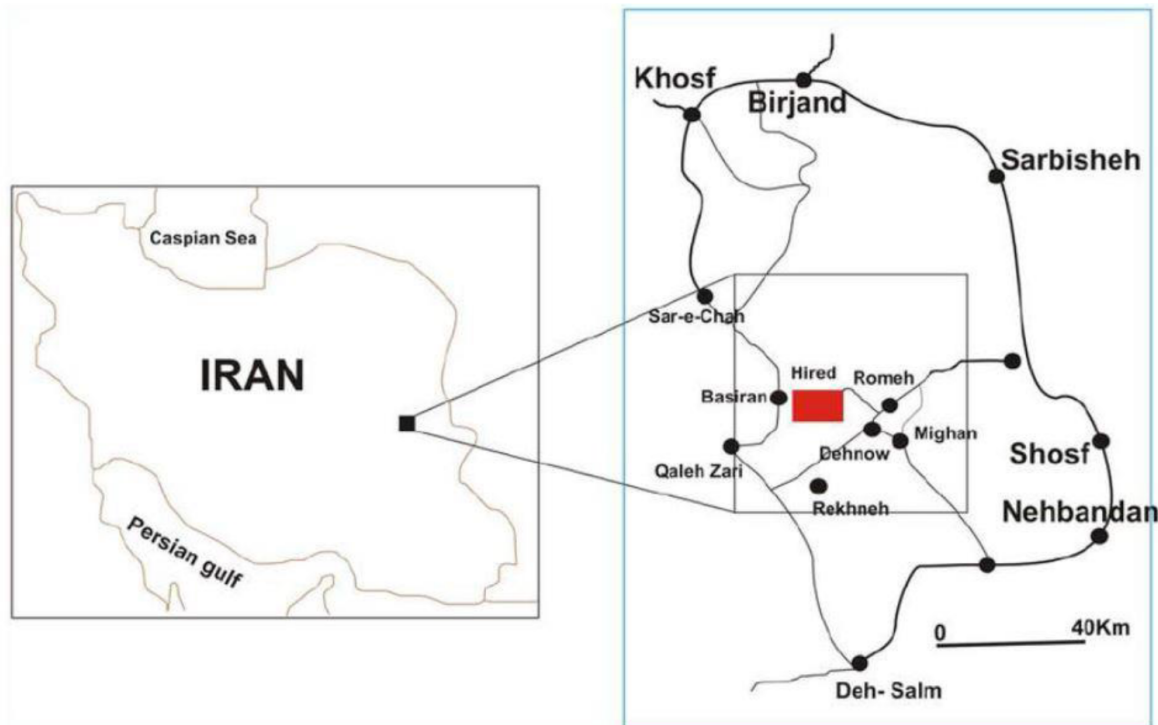 Caspian Sea
IRAN
Persian gulf
Khosf
Birjand
Sarbisheh
Sar-e-Chah
Hired
Romeh
Basiran
Mighan
Dehnow
Qaleh Zari
Shosf
Rekhneh
Nehbandan
0 40Km
Deh- Salm